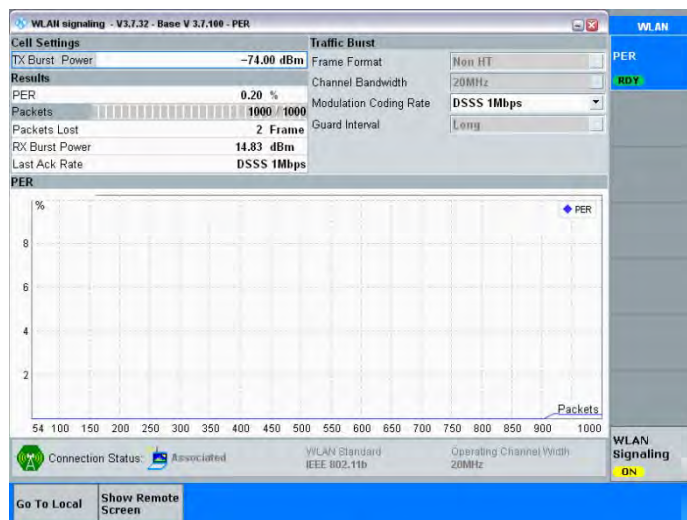 WLAN signaling - V3.7.32 - Base V 3.7.100 - PER
WLAN
Cell Settings
TX Burst Power -74.00 dBm
Results
PER 0.20 %
Packets 1000 / 1000
Packets Lost 2 Frame
RX Burst Power 14.83 dBm
Last Ack Rate DSSS 1Mbps
Traffic Burst
Frame Format Non HT
Channel Bandwidth 20MHz
Modulation Coding Rate DSSS 1Mbps
Guard Interval Long
PER
RDY
PER
%
PER
8
6
4
2
Packets
54 100 150 200 250 300 350 400 450 500 550 600 650 700 750 800 850 900 1000
Connection Status: Associated
WLAN Standard
IEEE 802.11b
Operating Channel Width
20MHz
WLAN
Signaling
ON
Go To Local
Show Remote
Screen